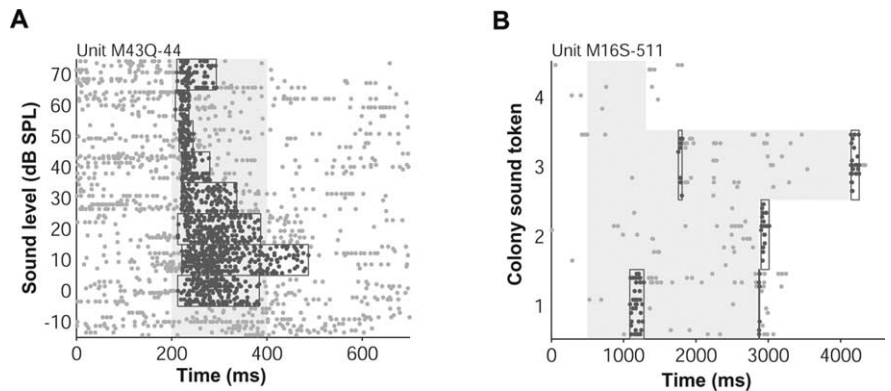 A
Unit M43Q-44
Sound level (dB SPL)
70
60
50
40
30
20
10
0
-10
0
200
400
600
Time (ms)
B
Unit M16S-511
Colony sound token
4
3
2
1
0
1000
2000
3000
4000
Time (ms)